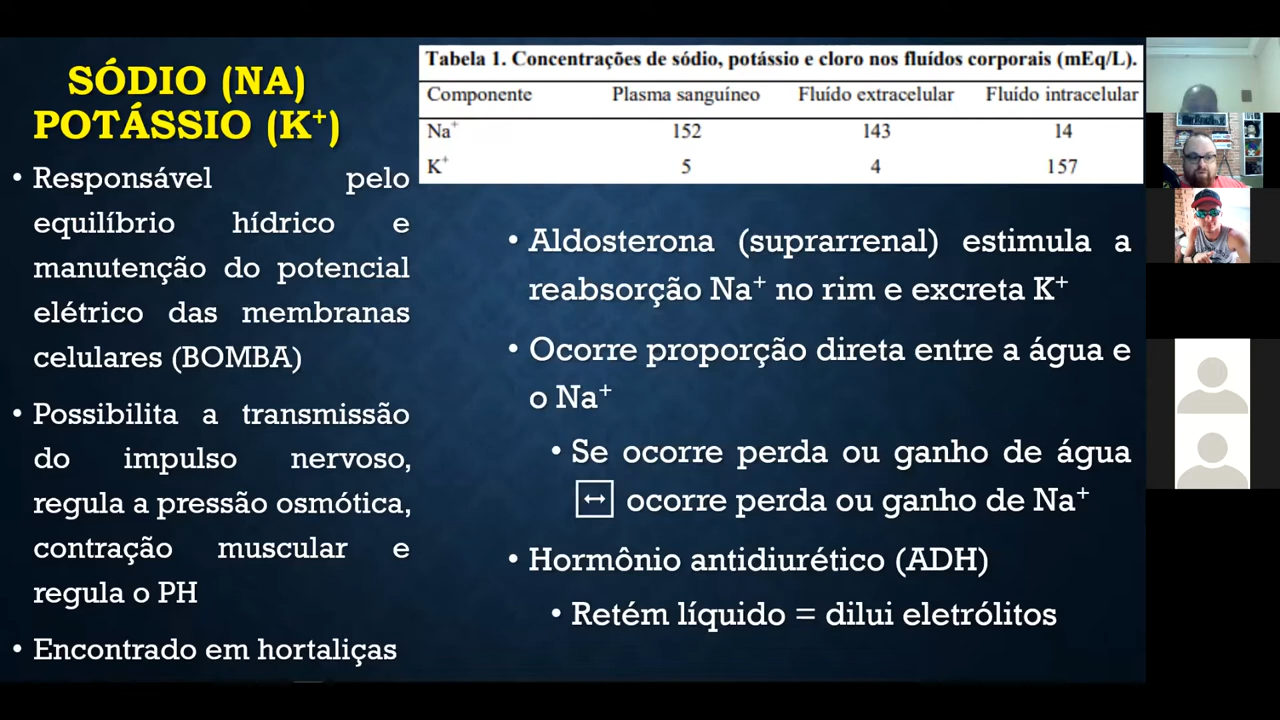 SÓDIO (NA)
POTÁSSIO (K⁺)
• Responsável pelo
equilíbrio hídrico e
manutenção do potencial
elétrico das membranas
celulares (BOMBA)
• Possibilita a transmissão
do impulso nervoso,
regula a pressão osmótica,
contração muscular e
regula o PH
• Encontrado em hortaliças
Tabela 1. Concentrações de sódio, potássio e cloro nos fluídos corporais (mEq/L).
Componente Plasma sanguíneo Fluído extracelular Fluído intracelular
Na⁺ 152 143 14
K⁺ 5 4 157
• Aldosterona (suprarrenal) estimula a
reabsorção Na⁺ no rim e excreta K⁺
• Ocorre proporção direta entre a água e
o Na⁺
• Se ocorre perda ou ganho de água
↔ ocorre perda ou ganho de Na⁺
• Hormônio antidiurético (ADH)
• Retém líquido = dilui eletrólitos